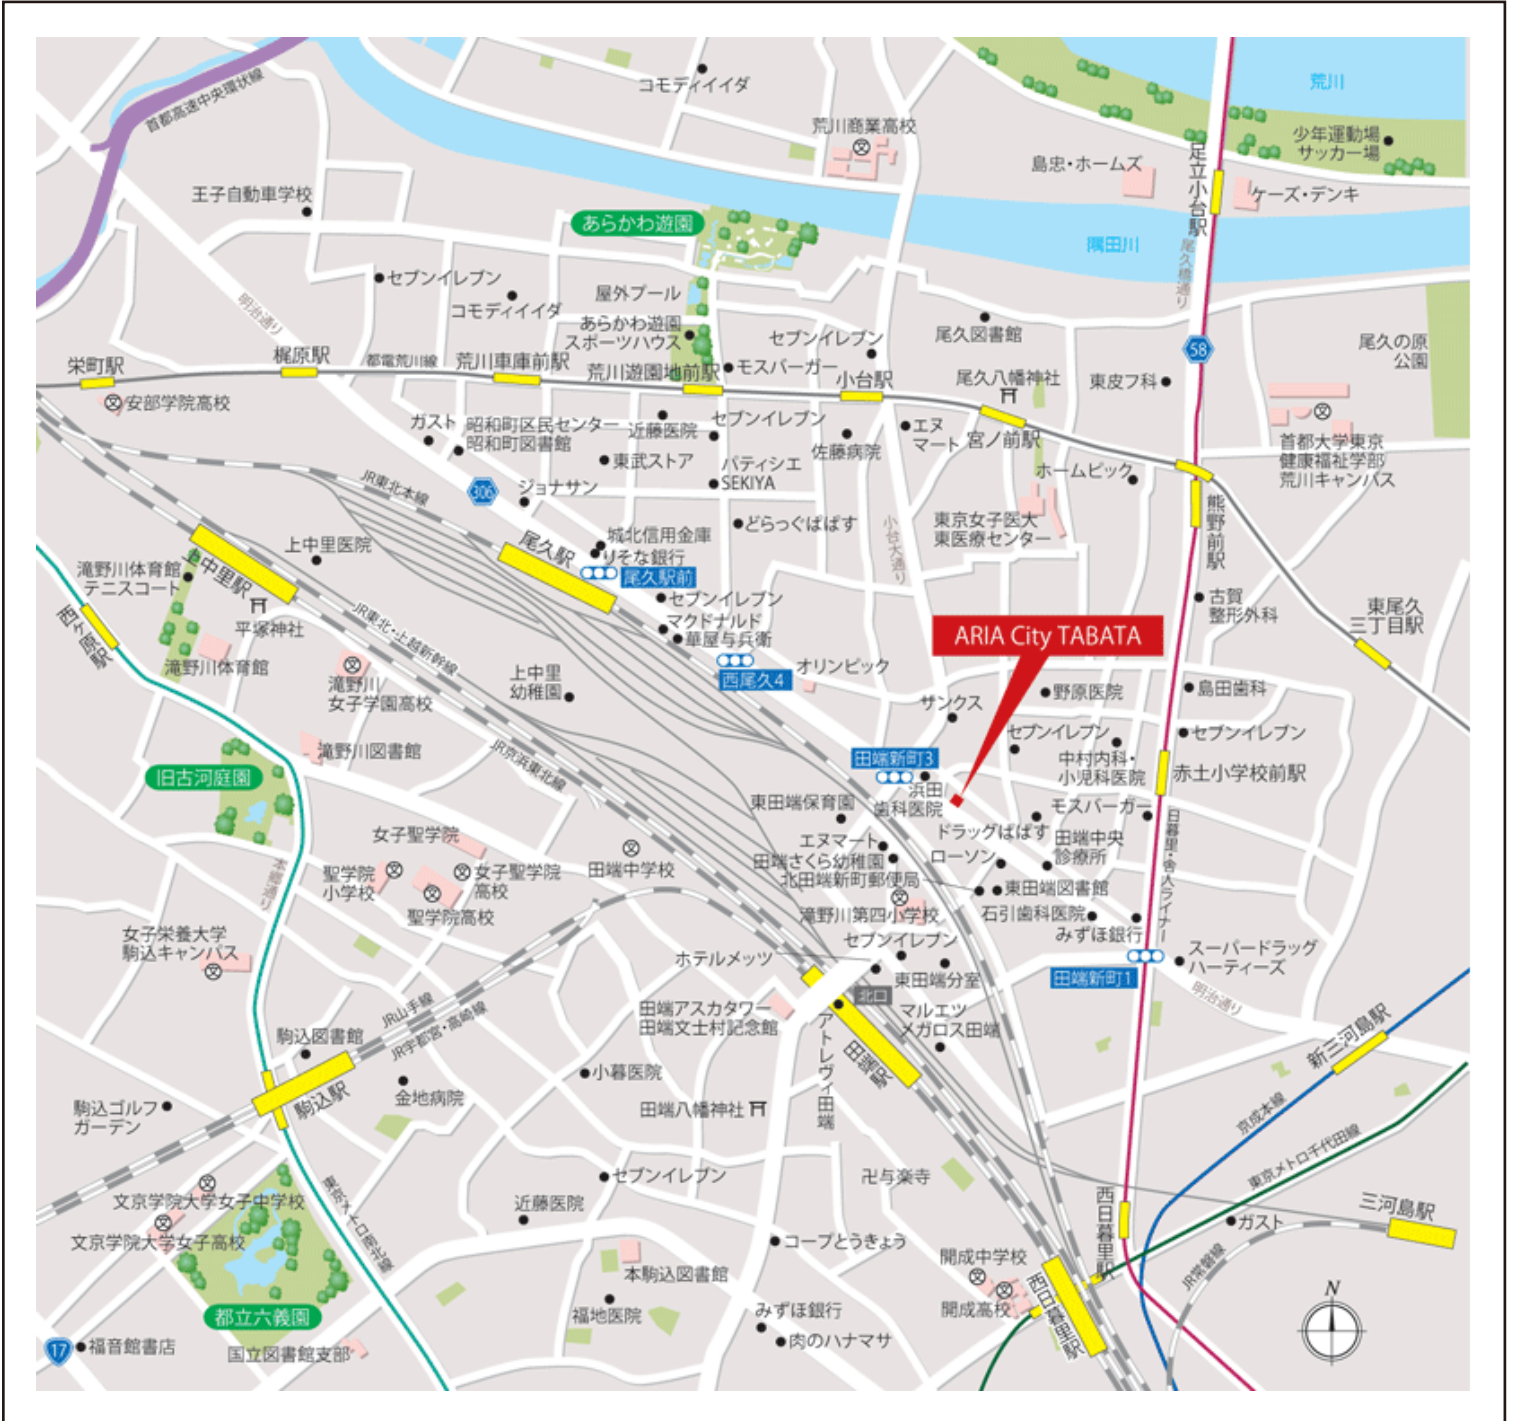 コモディイイダ
荒川
首都高速中央環状線
荒川商業高校
少年運動場
サッカー場
島忠・ホームズ
足立小台駅
ケーズ・デンキ
王子自動車学校
あらかわ遊園
隅田川
尾久橋通り
セブンイレブン
屋外プール
コモディイイダ
明治通り
あらかわ遊園
スポーツハウス
セブンイレブン
尾久図書館
58
尾久の原
公園
栄町駅
梶原駅
都電荒川線
荒川車庫前駅
荒川遊園地前駅
モスバーガー
小台駅
尾久八幡神社
東皮フ科
安部学院高校
ガスト
昭和町区民センター
昭和町図書館
近藤医院
セブンイレブン
佐藤病院
エヌ
マート
宮ノ前駅
首都大学東京
健康福祉学部
荒川キャンパス
東武ストア
パティシエ
SEKIYA
ホームピック
JR東北本線
306
ジョナサン
どらっぐぱぱす
小台大通り
東京女子医大
東医療センター
熊野前駅
上中里駅
上中里医院
尾久駅
城北信用金庫
りそな銀行
尾久駅前
滝野川体育館
テニスコート
セブンイレブン
古賀
整形外科
東尾久
三丁目駅
西ヶ原駅
平塚神社
JR東北・上越新幹線
マクドナルド
華屋与兵衛
ARIA City TABATA
滝野川体育館
滝野川
女子学園高校
上中里
幼稚園
西尾久4
オリンピック
サンクス
野原医院
島田歯科
滝野川図書館
JR京浜東北線
セブンイレブン
セブンイレブン
旧古河庭園
田端新町3
中村内科・
小児科医院
赤土小学校前駅
浜田
歯科医院
東田端保育園
モスバーガー
女子聖学院
エヌマート
ドラッグぱぱす
田端中央
診療所
日暮里・舎人ライナー
本郷通り
聖学院
小学校
女子聖学院
高校
田端中学校
田端さくら幼稚園
ローソン
北田端新町郵便局
東田端図書館
聖学院高校
滝野川第四小学校
石引歯科医院
みずほ銀行
女子栄養大学
駒込キャンパス
ホテルメッツ
セブンイレブン
東田端分室
田端新町1
スーパードラッグ
ハーティーズ
明治通り
北口
JR山手線
JR宇都宮・高崎線
田端アスカタワー
田端文士村記念館
マルエツ
メガロス田端
アトレヴィ田端
田端駅
駒込図書館
新三河島駅
駒込駅
金地病院
小暮医院
駒込ゴルフ
ガーデン
田端八幡神社
京成本線
東京メトロ千代田線
文京学院大学女子中学校
東京メトロ南北線
セブンイレブン
卍与楽寺
西日暮里駅
三河島駅
近藤医院
ガスト
文京学院大学女子高校
コープとうきょう
開成中学校
JR常磐線
本駒込図書館
開成高校
西日暮里駅
都立六義園
福地医院
みずほ銀行
N
17
福音館書店
国立図書館支部
肉のハナマサ